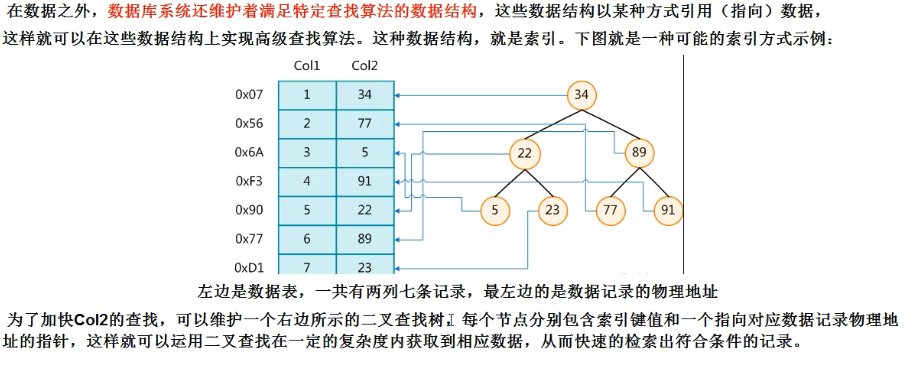 在数据之外，数据库系统还维护着满足特定查找算法的数据结构，这些数据结构以某种方式引用（指向）数据，
这样就可以在这些数据结构上实现高级查找算法。这种数据结构，就是索引。下图就是一种可能的索引方式示例：
Col1 Col2
0x07 1 34 34
0x56 2 77
0x6A 3 5 22 89
0xF3 4 91
0x90 5 22 5 23 77 91
0x77 6 89
0xD1 7 23
左边是数据表，一共有两列七条记录，最左边的是数据记录的物理地址
为了加快Col2的查找，可以维护一个右边所示的二叉查找树，每个节点分别包含索引键值和一个指向对应数据记录物理地
址的指针，这样就可以运用二叉查找在一定的复杂度内获取到相应数据，从而快速的检索出符合条件的记录。